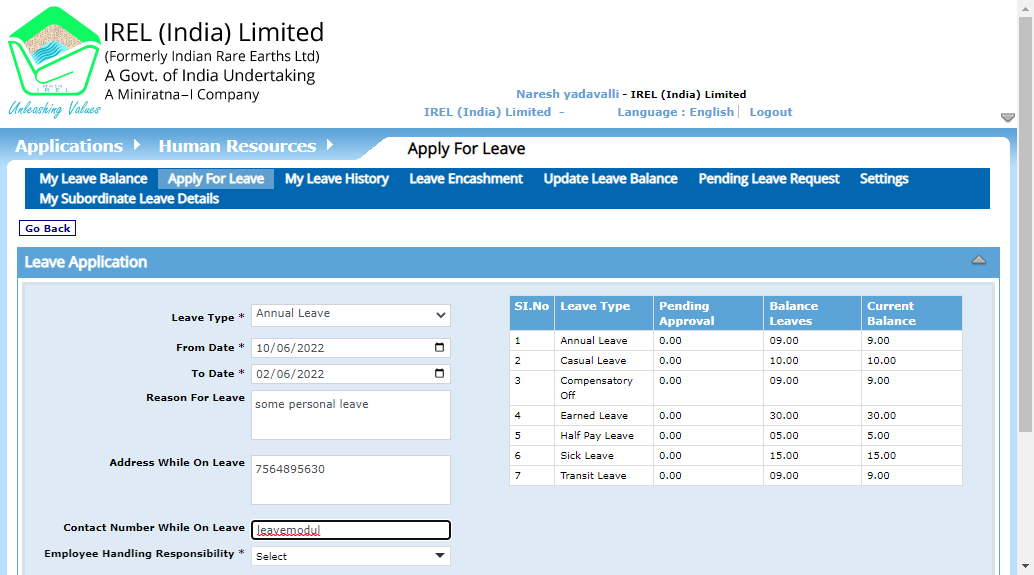 IREL (India) Limited
(Formerly Indian Rare Earths Ltd)
A Govt. of India Undertaking
A Miniratna–I Company
IREL
Unleashing Values
Naresh yadavalli - IREL (India) Limited
IREL (India) Limited - Language : English Logout
Applications Human Resources Apply For Leave
My Leave Balance Apply For Leave My Leave History Leave Encashment Update Leave Balance Pending Leave Request Settings
My Subordinate Leave Details
Go Back
Leave Application
Leave Type * Annual Leave
From Date * 10/06/2022
To Date * 02/06/2022
Reason For Leave some personal leave
Address While On Leave 7564895630
Contact Number While On Leave leavemodul
Employee Handling Responsibility * Select
SI.No Leave Type Pending Approval Balance Leaves Current Balance
1 Annual Leave 0.00 09.00 9.00
2 Casual Leave 0.00 10.00 10.00
3 Compensatory Off 0.00 09.00 9.00
4 Earned Leave 0.00 30.00 30.00
5 Half Pay Leave 0.00 05.00 5.00
6 Sick Leave 0.00 15.00 15.00
7 Transit Leave 0.00 09.00 9.00